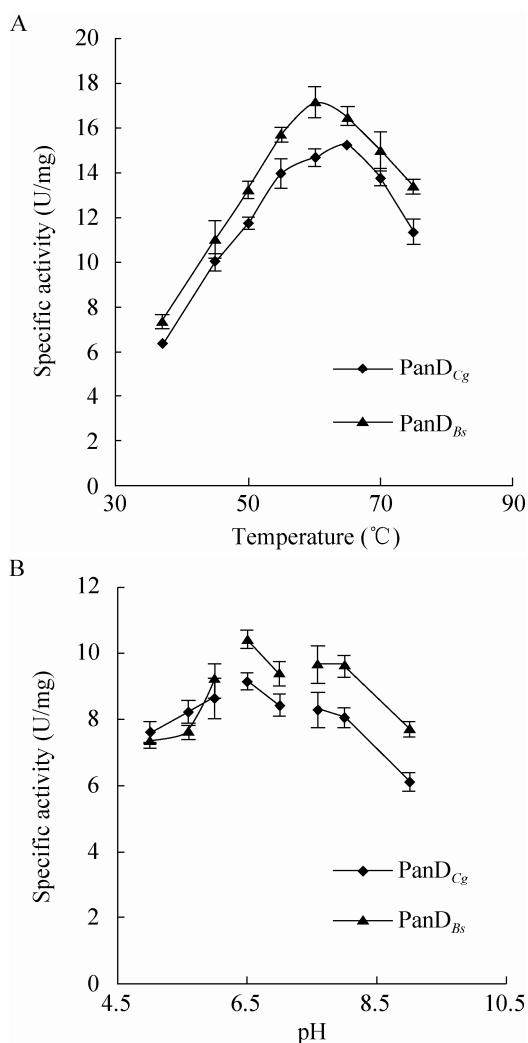 A
Specific activity (U/mg)
20
18
16
14
12
10
8
6
4
2
0
30
50
70
90
Temperature (℃)
PanD_Cg
PanD_Bs
B
Specific activity (U/mg)
12
10
8
6
4
2
0
4.5
6.5
8.5
10.5
pH
PanD_Cg
PanD_Bs